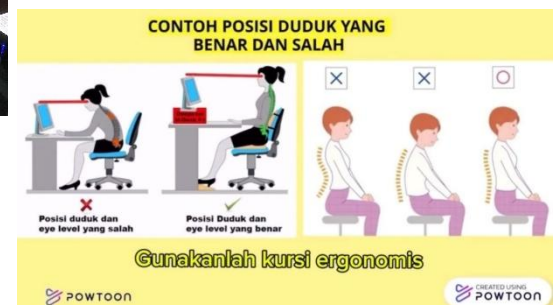 CONTOH POSISI DUDUK YANG
BENAR DAN SALAH
Posisi duduk dan
eye level yang salah
Posisi Duduk dan
eye level yang benar
Gunakanlah kursi ergonomis
POWTOON
CREATED USING
POWTOON